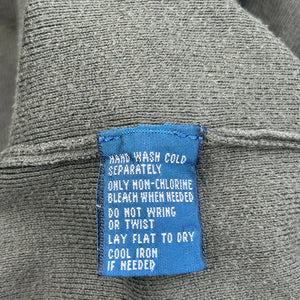 HAND WASH COLD
SEPARATELY
ONLY NON-CHLORINE
BLEACH WHEN NEEDED
DO NOT WRING
OR TWIST
LAY FLAT TO DRY
COOL IRON
IF NEEDED